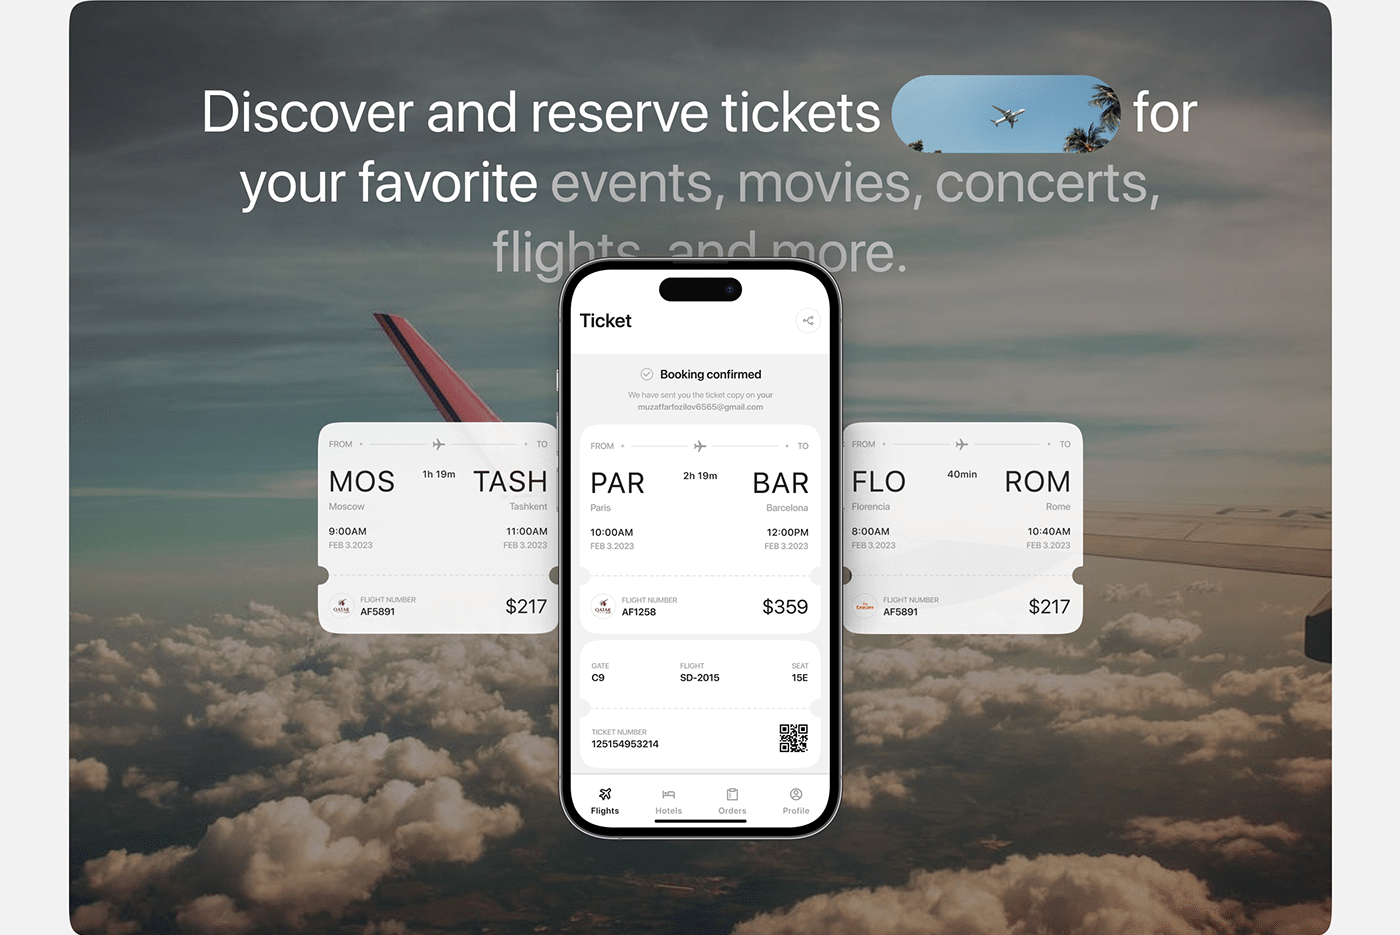 Discover and reserve tickets for
your favorite events, movies, concerts,
flights, and more.
Ticket
Booking confirmed
We have sent you the ticket copy on your
muzaffarfozilov6565@gmail.com
FROM TO
MOS 1h 19m TASH
Moscow Tashkent
9:00AM 11:00AM
FEB 3.2023 FEB 3.2023
QATAR
FLIGHT NUMBER
AF5891 $217
FROM TO
PAR 2h 19m BAR
Paris Barcelona
10:00AM 12:00PM
FEB 3.2023 FEB 3.2023
QATAR
FLIGHT NUMBER
AF1258 $359
FROM TO
FLO 40min ROM
Florencia Rome
8:00AM 10:40AM
FEB 3.2023 FEB 3.2023
FLIGHT NUMBER
AF5891 $217
GATE FLIGHT SEAT
C9 SD-2015 15E
TICKET NUMBER
125154953214
Flights Hotels Orders Profile